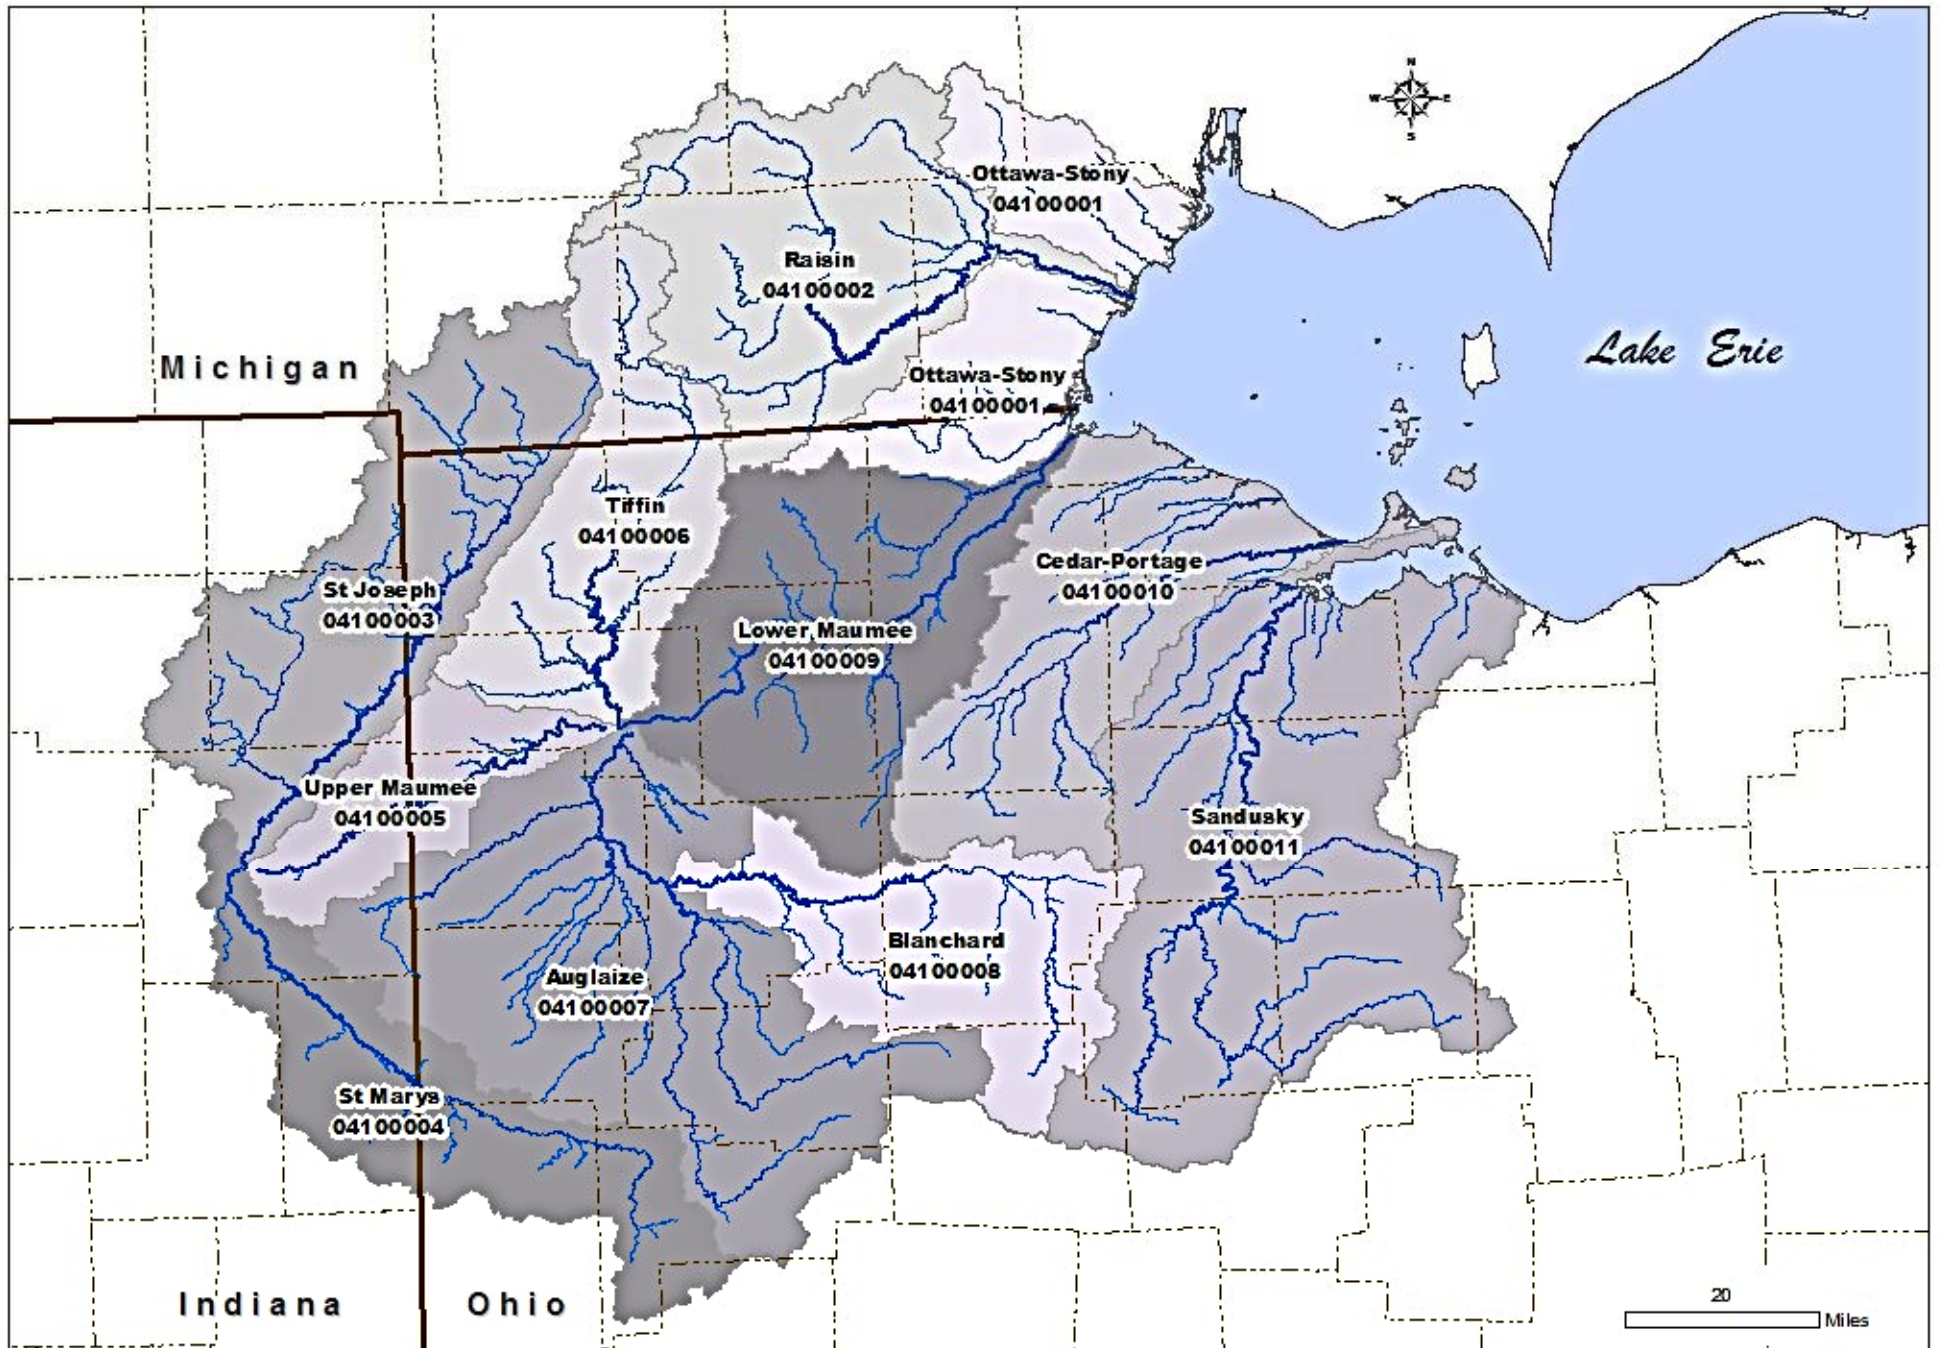 N
W E
S
Ottawa-Stony
04100001
Raisin
04100002
Lake Erie
Michigan
Ottawa-Stony
04100001
Tiffin
04100006
Cedar-Portage
04100010
St Joseph
04100003
Lower Maumee
04100009
Upper Maumee
04100005
Sandusky
04100011
Blanchard
04100008
Auglaize
04100007
St Marys
04100004
Indiana
Ohio
20
Miles